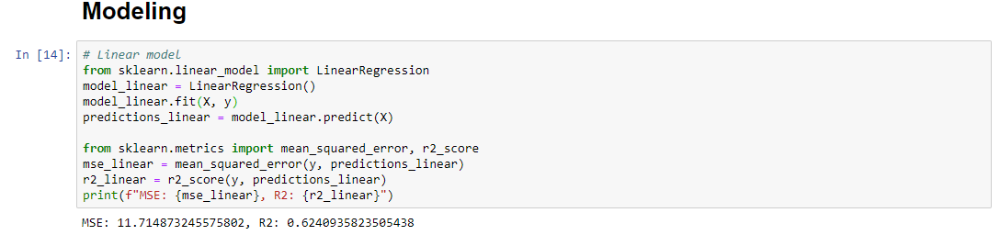 Modeling
In [14]: # Linear model
from sklearn.linear_model import LinearRegression
model_linear = LinearRegression()
model_linear.fit(X, y)
predictions_linear = model_linear.predict(X)
from sklearn.metrics import mean_squared_error, r2_score
mse_linear = mean_squared_error(y, predictions_linear)
r2_linear = r2_score(y, predictions_linear)
print(f"MSE: {mse_linear}, R2: {r2_linear}")
MSE: 11.714873245575802, R2: 0.6240935823505438